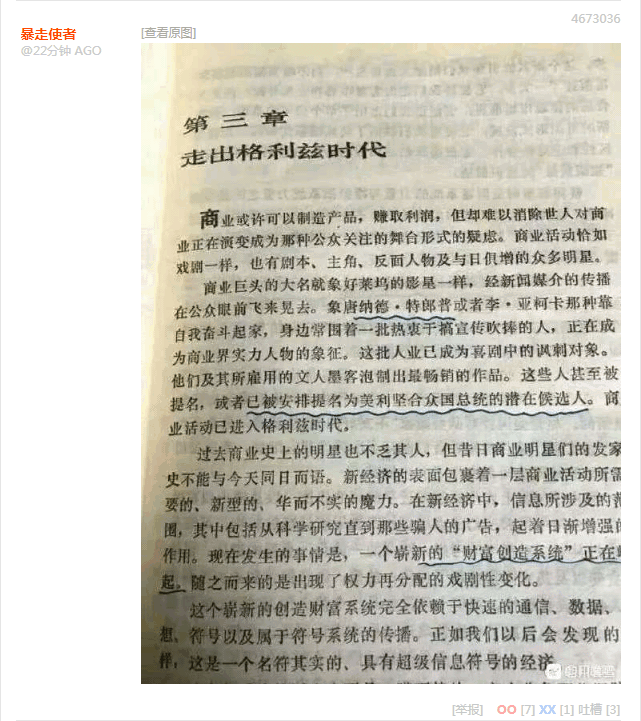 4673036
暴走使者
@22分钟 AGO
[查看原图]
第三章
走出格利兹时代
商业或许可以制造产品，赚取利润，但却难以消除世人对商
业正在演变成为那种公众关注的舞台形式的疑虑。商业活动恰如
戏剧一样，也有剧本、主角、反面人物及与日俱增的众多明星。
商业巨头的大名就象好莱坞的影星一样，经新闻媒介的传播
在公众眼前飞来晃去。象唐纳德·特郎普或者李·亚柯卡那种靠
自我奋斗起家，身边常围着一批热衷于搞宣传吹捧的人，正在成
为商业界实力人物的象征。这批人业已成为喜剧中的讽刺对象。
他们及其所雇用的文人墨客泡制出最畅销的作品。这些人甚至被
提名，或者已被安排提名为美利坚合众国总统的潜在候选人。商
业活动已进入格利兹时代。
过去商业史上的明星也不乏其人，但昔日商业明星们的发家
史不能与今天同日而语。新经济的表面包裹着一层商业活动所需
要的、新型的、华而不实的魔力。在新经济中，信息所涉及的范
围，其中包括从科学研究直到那些骗人的广告，起着日渐增强的
作用。现在发生的事情是，一个崭新的“财富创造系统”正在
起。随之而来的是出现了权力再分配的戏剧性变化。
这个崭新的创造财富系统完全依赖于快速的通信、数据、
想、符号以及属于符号系统的传播。正如我们以后会发现的
样，这是一个名符其实的、具有超级信息符号的经济
[举报] OO [7] XX [1] 吐槽 [3]